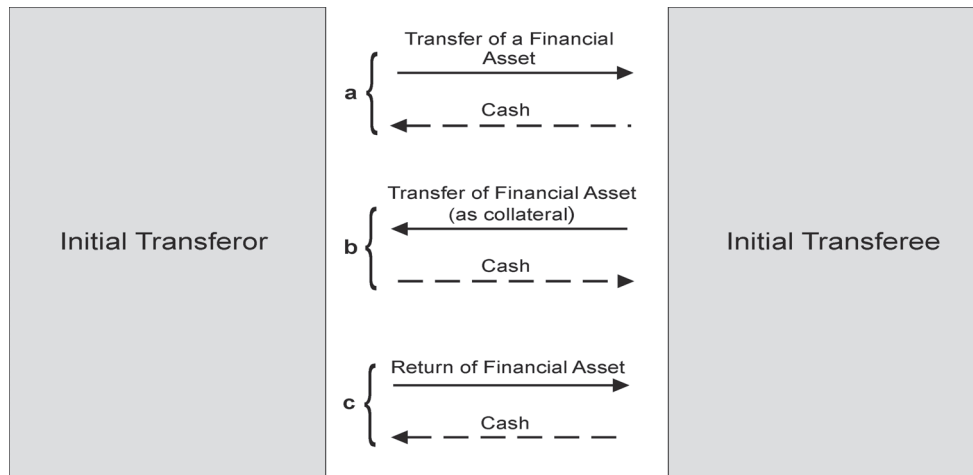 Transfer of a Financial
Asset
a
Cash
Transfer of Financial Asset
(as collateral)
Initial Transferor
b
Cash
Initial Transferee
Return of Financial Asset
c
Cash